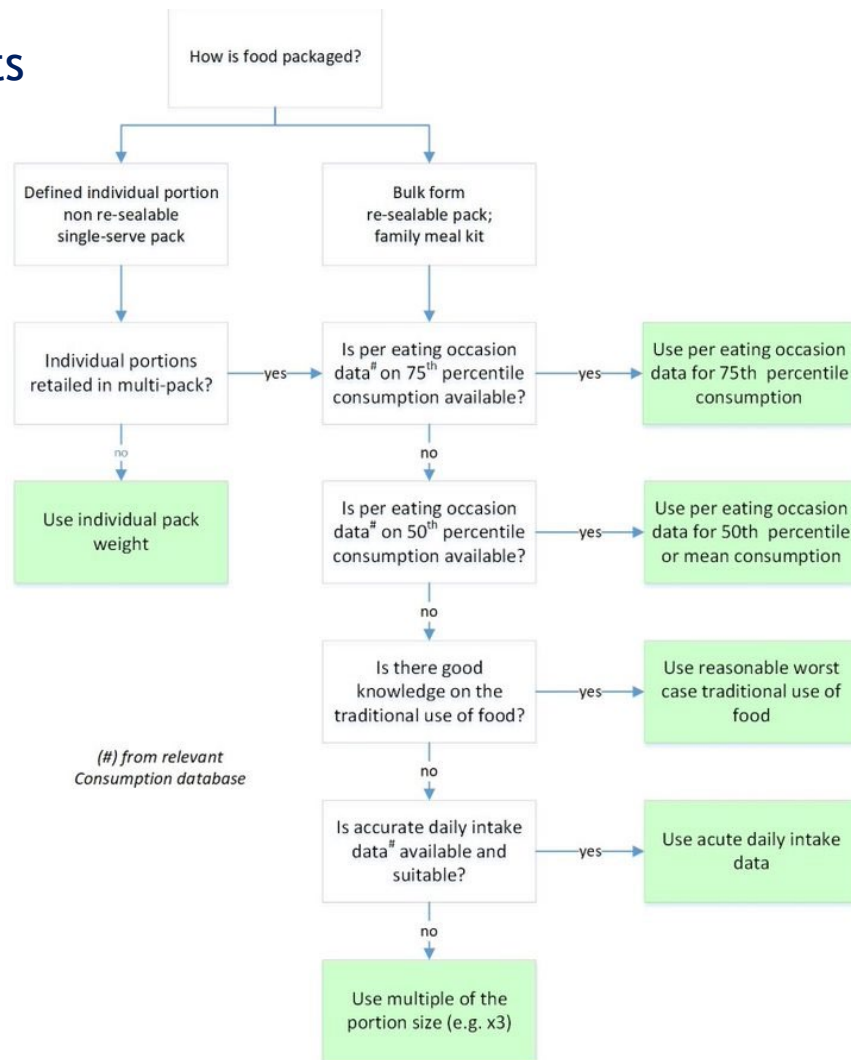 ts
How is food packaged?
Defined individual portion
non re-sealable
single-serve pack
Bulk form
re-sealable pack;
family meal kit
Individual portions
retailed in multi-pack?
yes
Is per eating occasion
data# on 75th percentile
consumption available?
yes
Use per eating occasion
data for 75th percentile
consumption
no
no
Use individual pack
weight
Is per eating occasion
data# on 50th percentile
consumption available?
yes
Use per eating occasion
data for 50th percentile
or mean consumption
no
Is there good
knowledge on the
traditional use of food?
yes
Use reasonable worst
case traditional use of
food
(#) from relevant
Consumption database
no
Is accurate daily intake
data# available and
suitable?
yes
Use acute daily intake
data
no
Use multiple of the
portion size (e.g. x3)